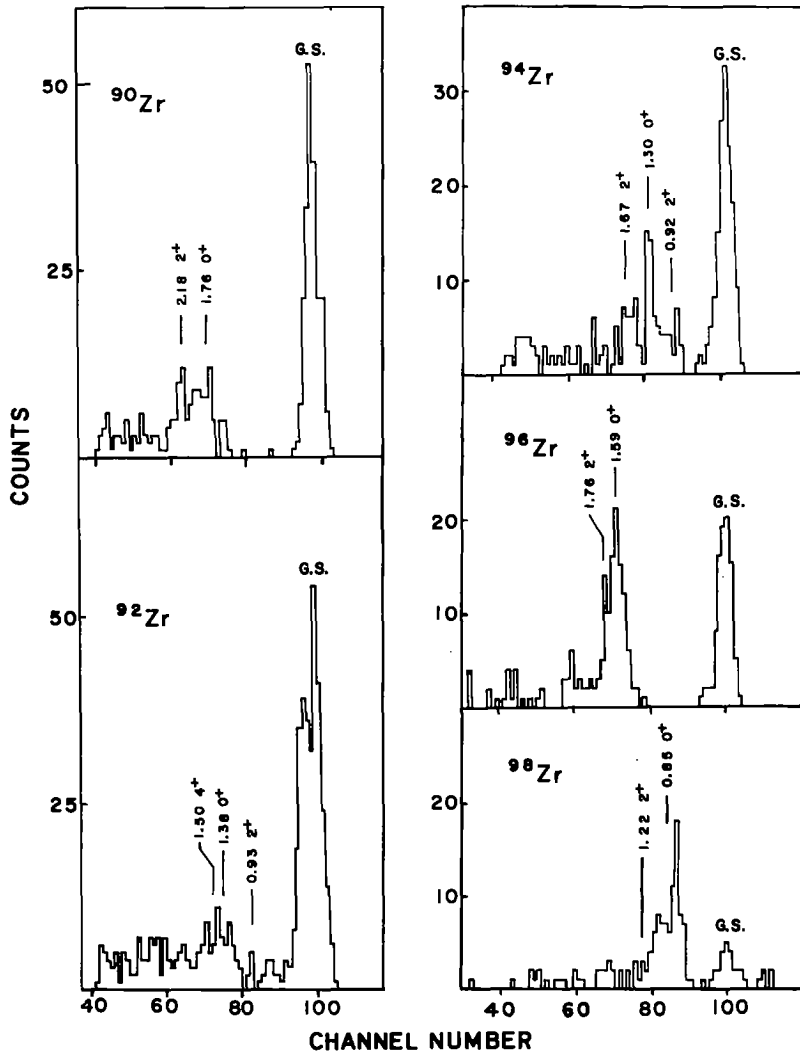 COUNTS
50
25
⁹⁰Zr
2.18 2⁺
1.76 0⁺
G.S.
50
25
⁹²Zr
1.50 4⁺
1.38 0⁺
0.93 2⁺
G.S.
40
60
80
100
30
20
10
⁹⁴Zr
1.67 2⁺
1.30 0⁺
0.92 2⁺
G.S.
20
10
⁹⁶Zr
1.76 2⁺
1.59 0⁺
G.S.
20
10
⁹⁸Zr
1.22 2⁺
0.85 0⁺
G.S.
40
60
80
100
CHANNEL NUMBER